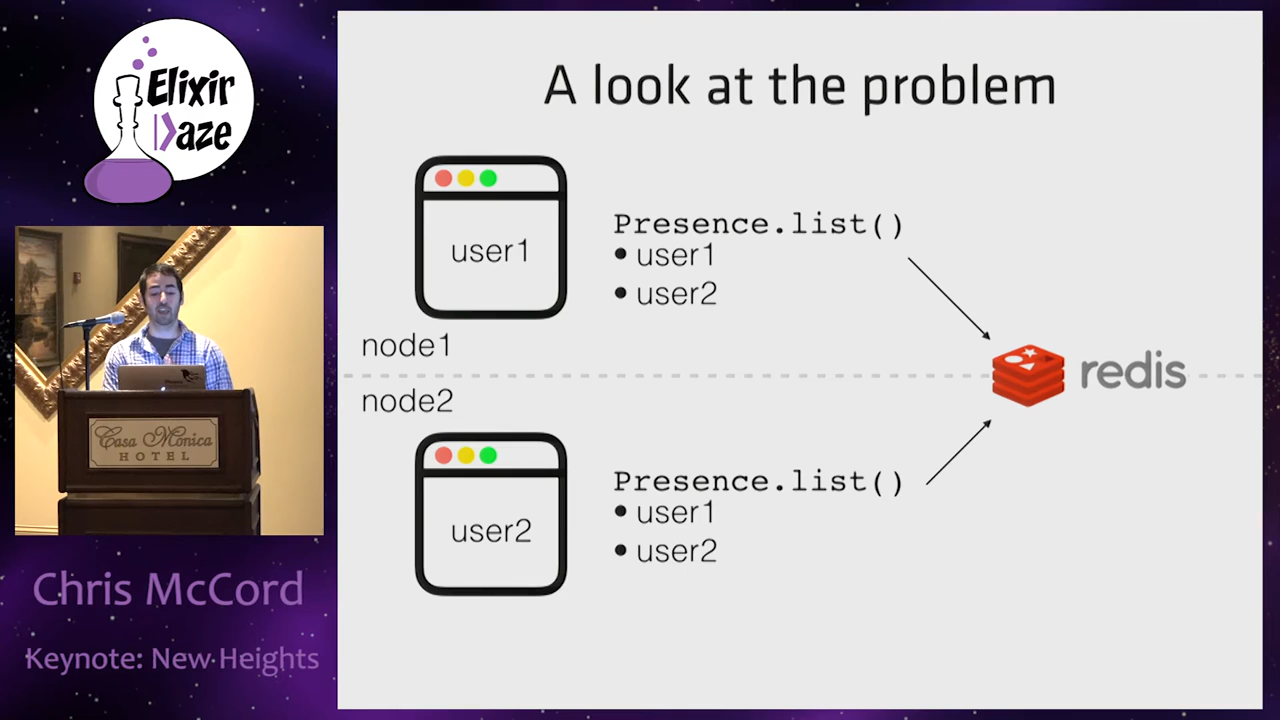 Elixir
Daze
A look at the problem
user1
Presence.list()
• user1
• user2
node1
redis
node2
user2
Presence.list()
• user1
• user2
Casa Monica
HOTEL
Chris McCord
Keynote: New Heights